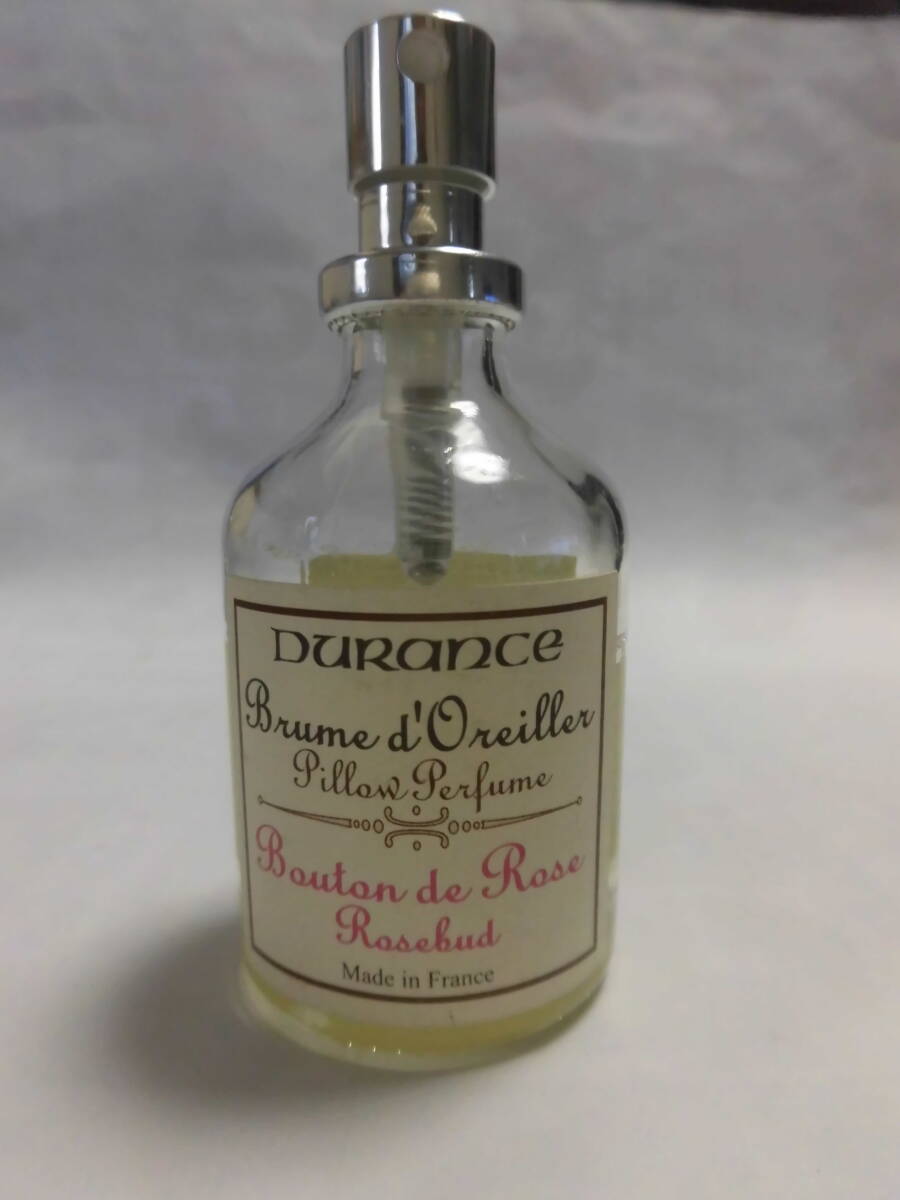 DURANCE
Brume d'Oreiller
Pillow Perfume
Bouton de Rose
Rosebud
Made in France